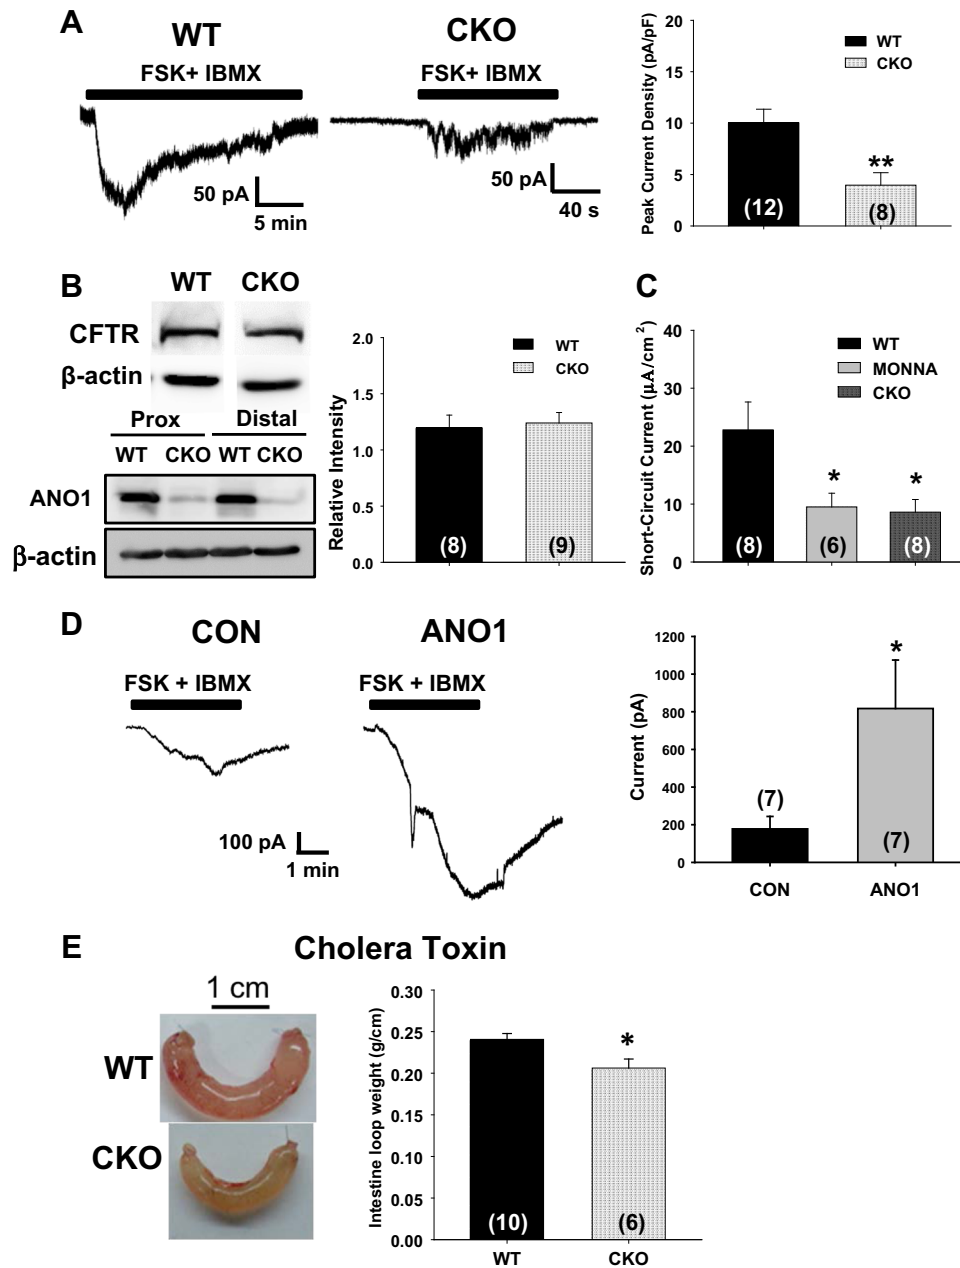 A
WT
CKO
FSK+ IBMX
FSK+ IBMX
50 pA
5 min
50 pA
40 s
Peak Current Density (pA/pF)
20
15
10
5
0
WT
CKO
**
(12)
(8)
B
WT
CKO
CFTR
β-actin
Prox
Distal
WT
CKO
WT
CKO
ANO1
β-actin
Relative Intensity
2.0
1.5
1.0
0.5
0.0
WT
CKO
(8)
(9)
C
Short-Circuit Current (μA/cm²)
40
30
20
10
0
WT
MONNA
CKO
*
*
(8)
(6)
(8)
D
CON
ANO1
FSK + IBMX
FSK + IBMX
100 pA
1 min
Current (pA)
1200
1000
800
600
400
200
0
*
(7)
(7)
CON
ANO1
E
Cholera Toxin
1 cm
WT
CKO
Intestine loop weight (g/cm)
0.30
0.25
0.20
0.15
0.10
0.05
0.00
*
(10)
(6)
WT
CKO